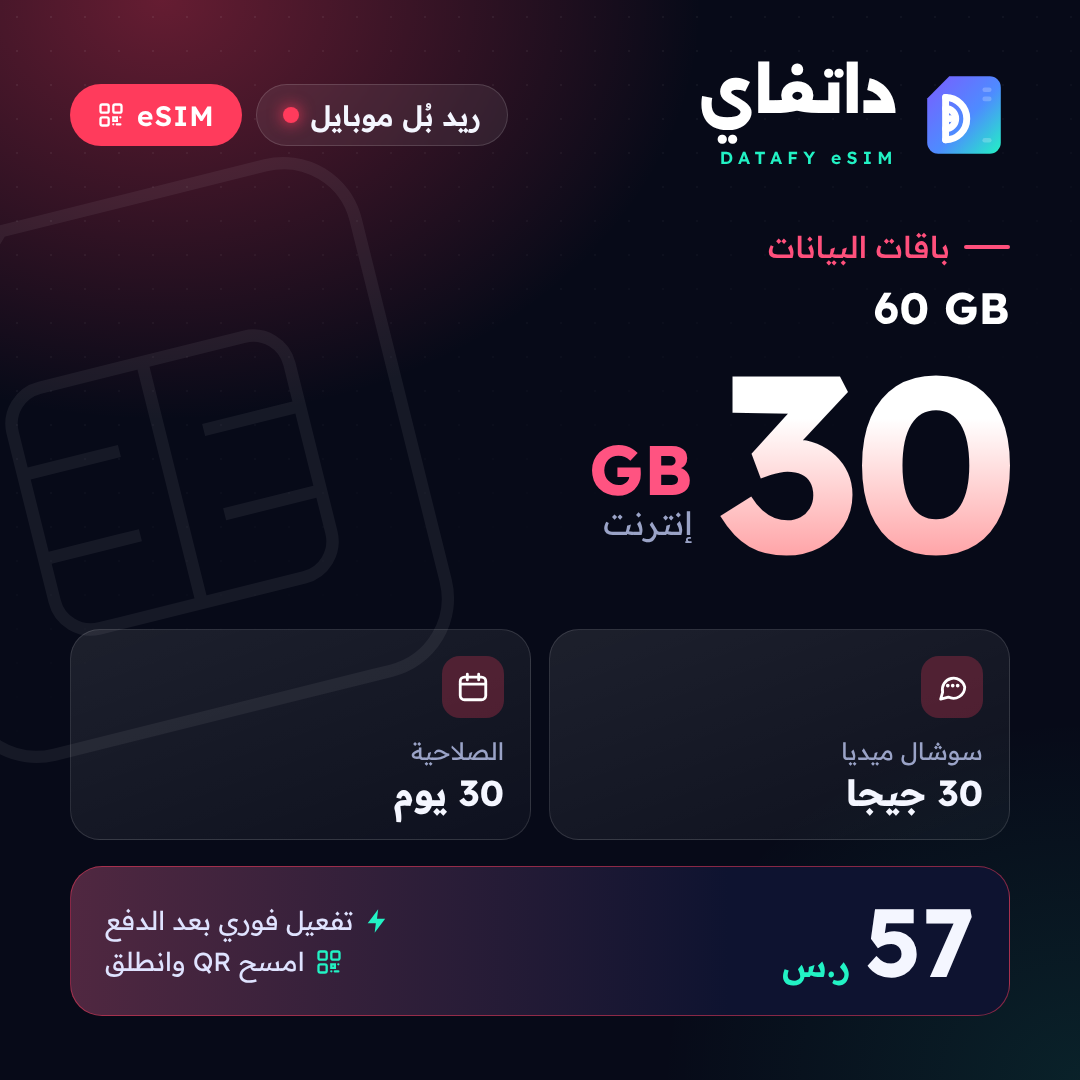 داتفاي
DATAFY eSIM
ريد بُل موبايل
eSIM
باقات البيانات
60 GB
30
GB
إنترنت
سوشال ميديا
30 جيجا
الصلاحية
30 يوم
57 ر.س
تفعيل فوري بعد الدفع
امسح QR وانطلق